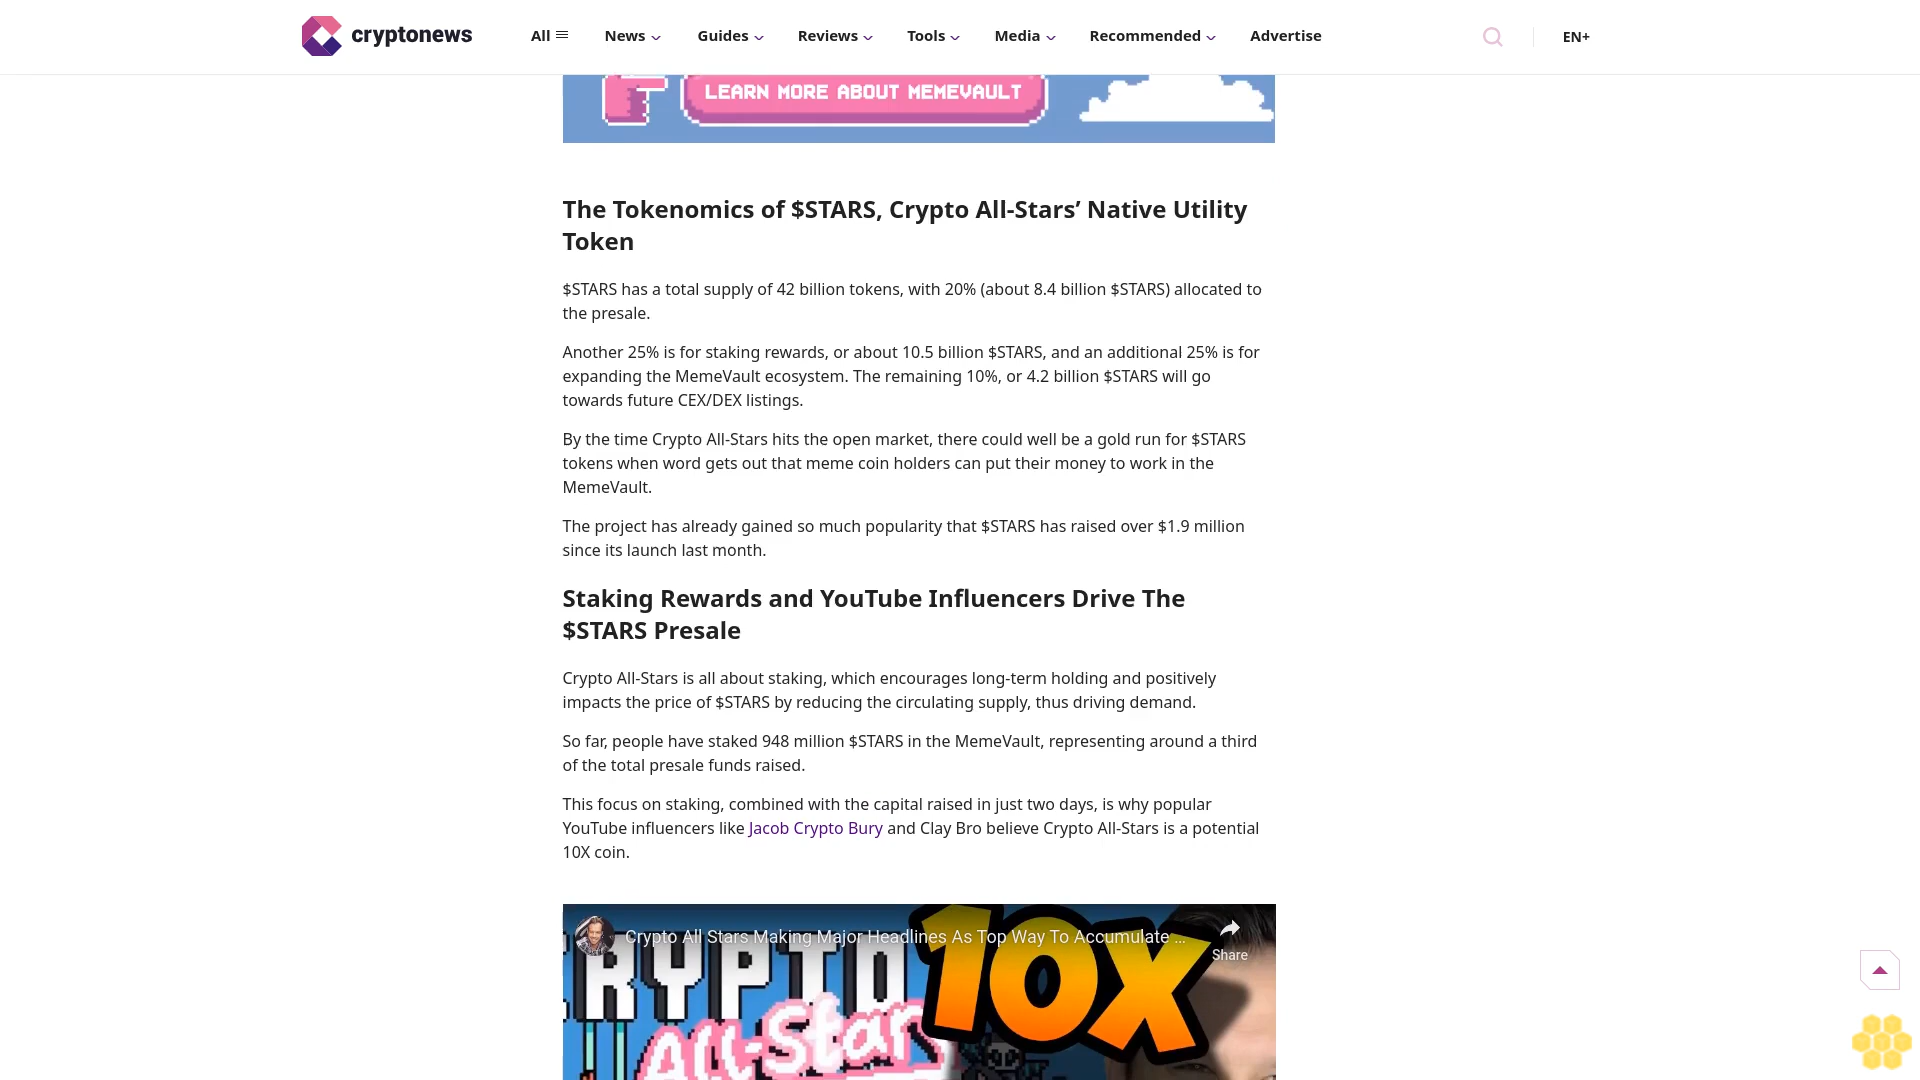 cryptonews
All News Guides Reviews Tools Media Recommended Advertise EN+
LEARN MORE ABOUT MEMEVAULT
The Tokenomics of $STARS, Crypto All-Stars’ Native Utility
Token
$STARS has a total supply of 42 billion tokens, with 20% (about 8.4 billion $STARS) allocated to
the presale.
Another 25% is for staking rewards, or about 10.5 billion $STARS, and an additional 25% is for
expanding the MemeVault ecosystem. The remaining 10%, or 4.2 billion $STARS will go
towards future CEX/DEX listings.
By the time Crypto All-Stars hits the open market, there could well be a gold run for $STARS
tokens when word gets out that meme coin holders can put their money to work in the
MemeVault.
The project has already gained so much popularity that $STARS has raised over $1.9 million
since its launch last month.
Staking Rewards and YouTube Influencers Drive The
$STARS Presale
Crypto All-Stars is all about staking, which encourages long-term holding and positively
impacts the price of $STARS by reducing the circulating supply, thus driving demand.
So far, people have staked 948 million $STARS in the MemeVault, representing around a third
of the total presale funds raised.
This focus on staking, combined with the capital raised in just two days, is why popular
YouTube influencers like Jacob Crypto Bury and Clay Bro believe Crypto All-Stars is a potential
10X coin.
Crypto All Stars Making Major Headlines As Top Way To Accumulate ...
Share
CRYPTO
10X
All-Stars